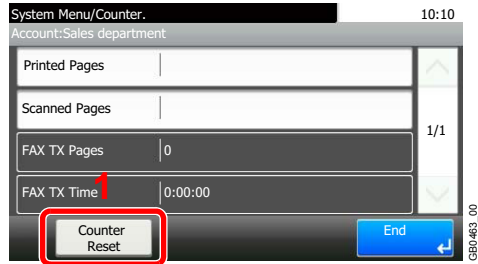 System Menu/Counter.
10:10
Account:Sales department
Printed Pages
Scanned Pages
1/1
FAX TX Pages 0
FAX TX Time 0:00:00
1
Counter
Reset
End
GB0463_00